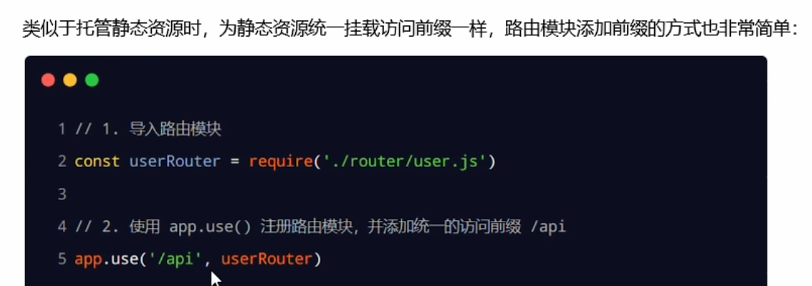 类似于托管静态资源时，为静态资源统一挂载访问前缀一样，路由模块添加前缀的方式也非常简单：
1 // 1. 导入路由模块
2 const userRouter = require('./router/user.js')
3
4 // 2. 使用 app.use() 注册路由模块，并添加统一的访问前缀 /api
5 app.use('/api', userRouter)